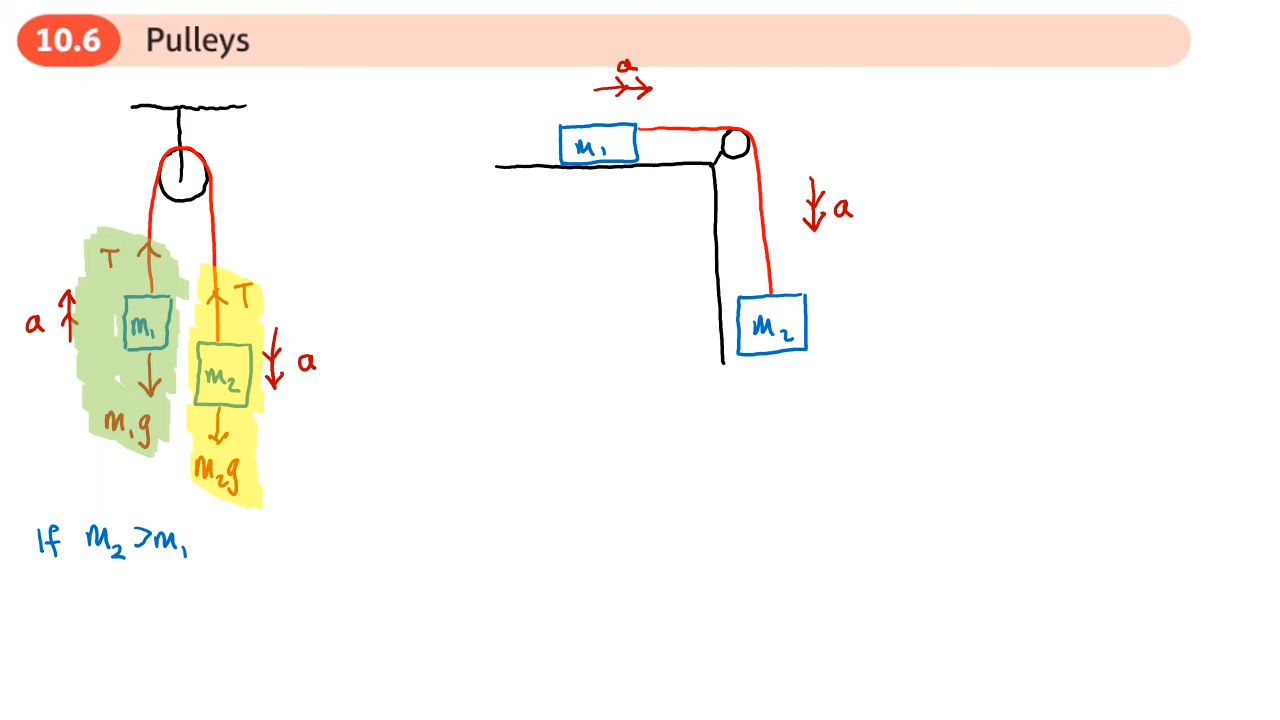 10.6 Pulleys
T
a
m₁
m₁g
T
a
m₂
m₂g
If m₂ > m₁
a
m₁
a
m₂